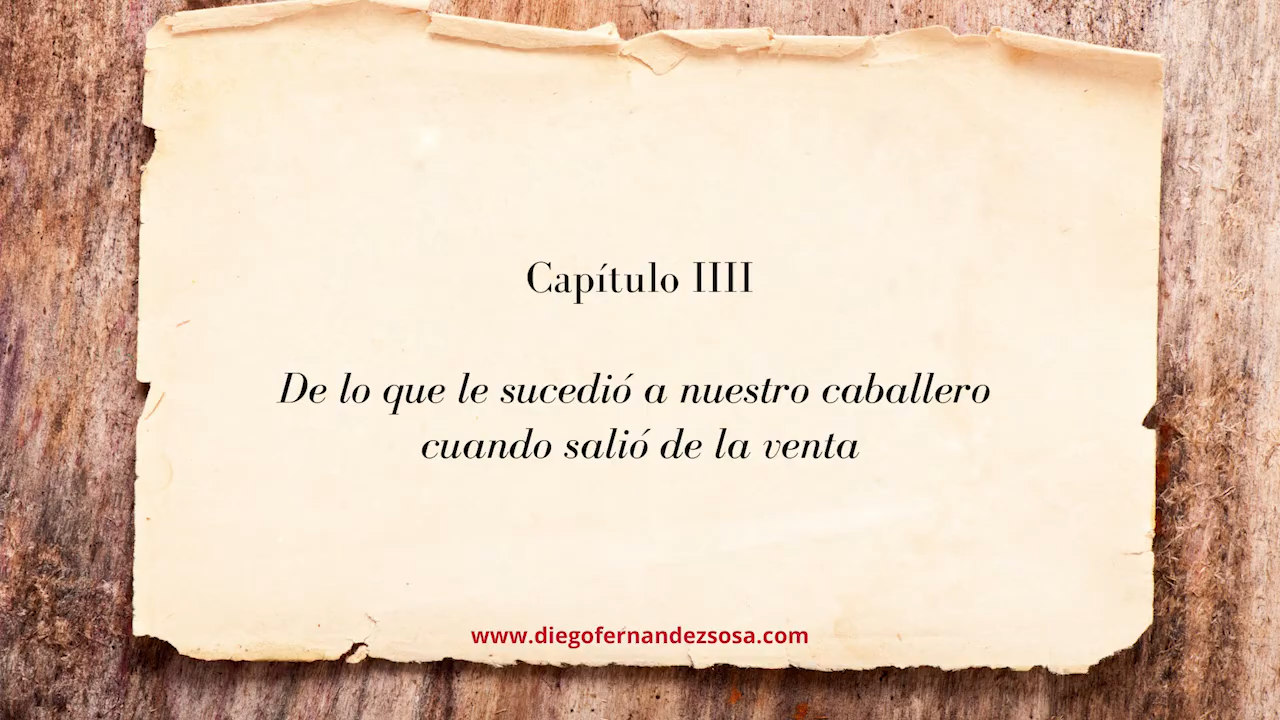 Capítulo IIII
De lo que le sucedió a nuestro caballero
cuando salió de la venta
www.diegofernandezsosa.com